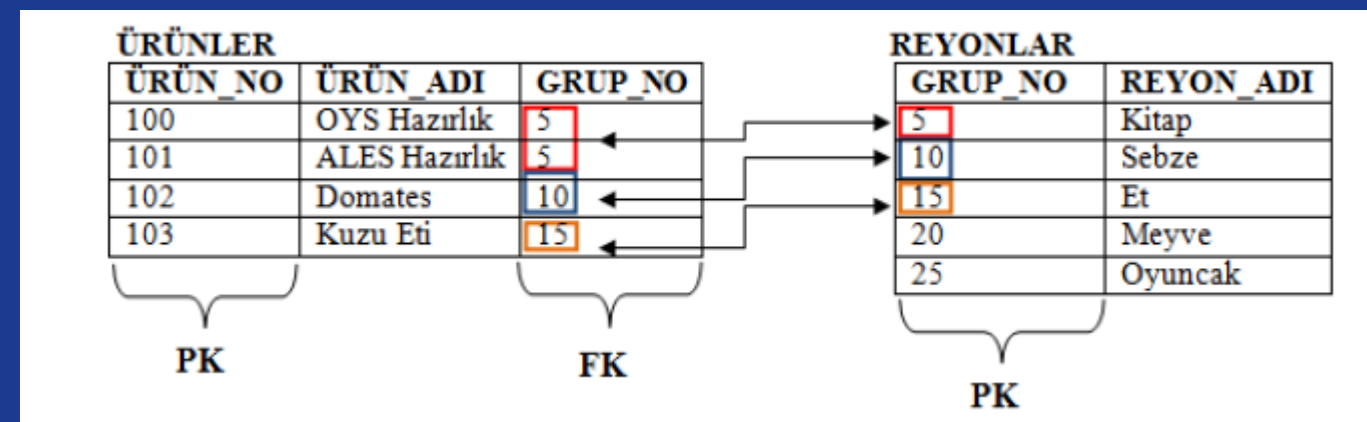 ÜRÜNLER
ÜRÜN_NO ÜRÜN_ADI GRUP_NO
100 OYS Hazırlık 5
101 ALES Hazırlık 5
102 Domates 10
103 Kuzu Eti 15
PK FK
REYONLAR
GRUP_NO REYON_ADI
5 Kitap
10 Sebze
15 Et
20 Meyve
25 Oyuncak
PK